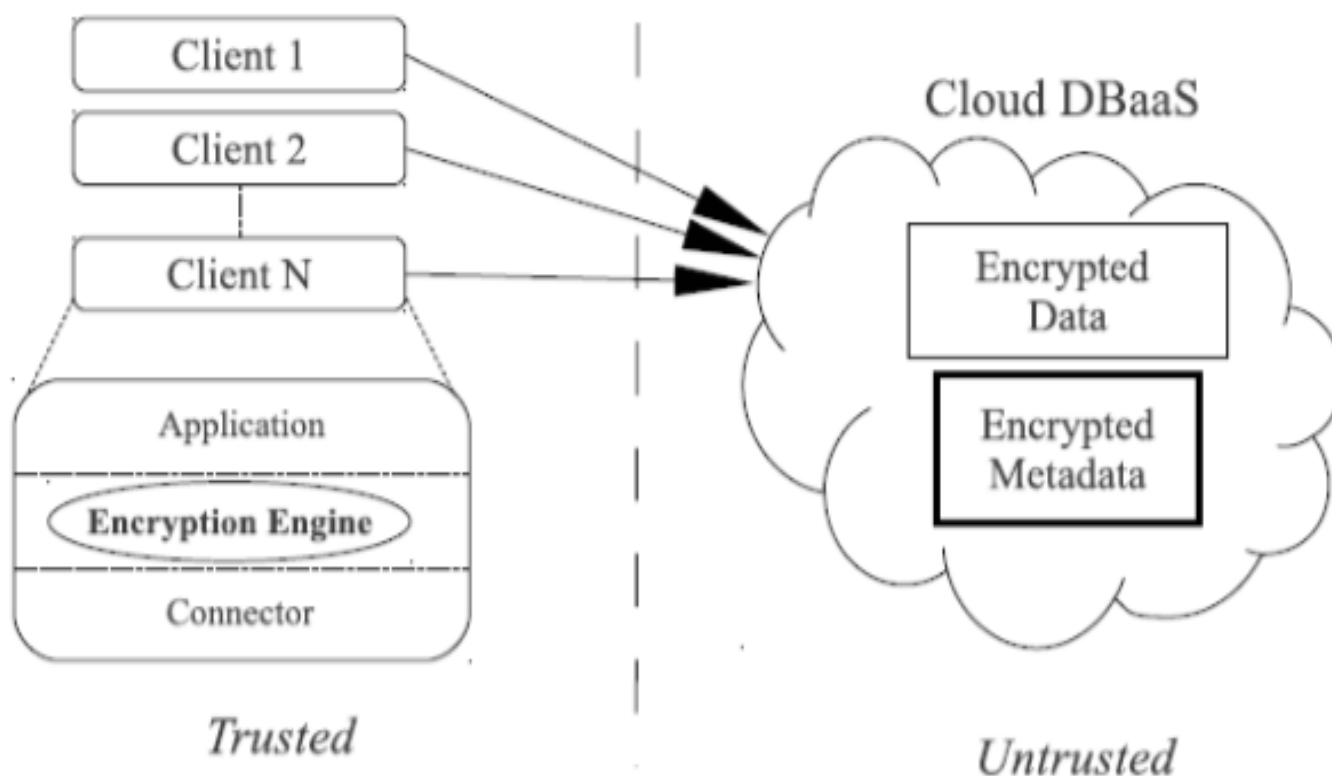 Client 1
Client 2
Client N
Application
Encryption Engine
Connector
Trusted
Cloud DBaaS
Encrypted
Data
Encrypted
Metadata
Untrusted